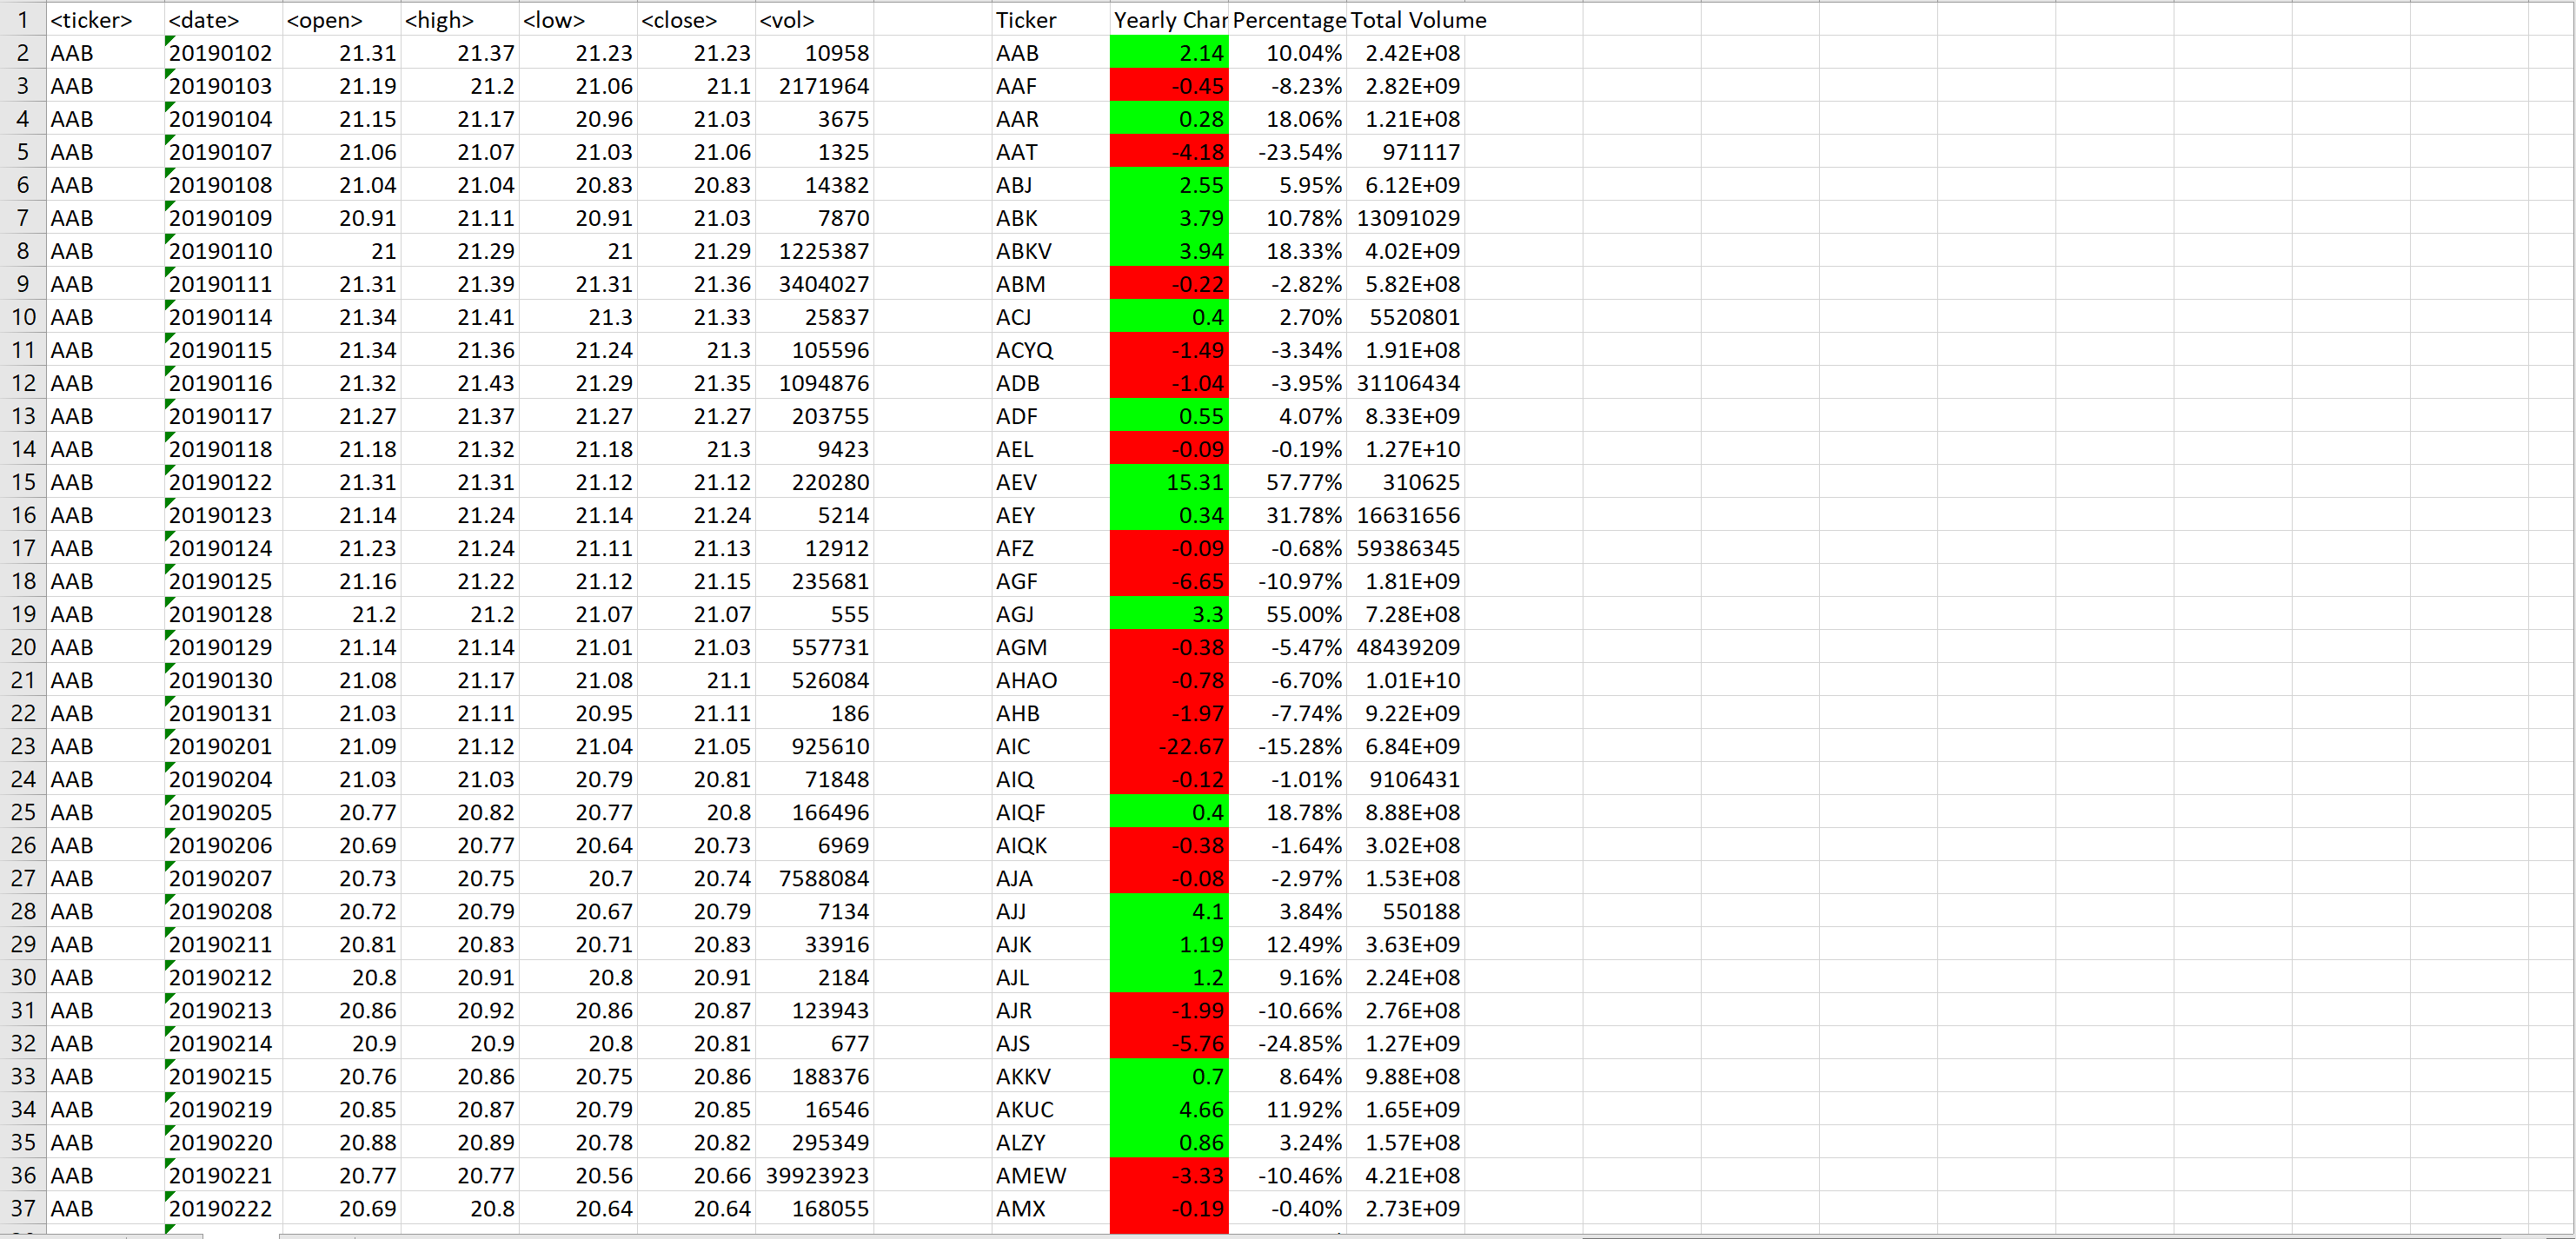 1 <ticker> <date> <open> <high> <low> <close> <vol> Ticker Yearly Char Percentage Total Volume
2 AAB 20190102 21.31 21.37 21.23 21.23 10958 AAB 2.14 10.04% 2.42E+08
3 AAB 20190103 21.19 21.2 21.06 21.1 2171964 AAF -0.45 -8.23% 2.82E+09
4 AAB 20190104 21.15 21.17 20.96 21.03 3675 AAR 0.28 18.06% 1.21E+08
5 AAB 20190107 21.06 21.07 21.03 21.06 1325 AAT -4.18 -23.54% 971117
6 AAB 20190108 21.04 21.04 20.83 20.83 14382 ABJ 2.55 5.95% 6.12E+09
7 AAB 20190109 20.91 21.11 20.91 21.03 7870 ABK 3.79 10.78% 13091029
8 AAB 20190110 21 21.29 21 21.29 1225387 ABKV 3.94 18.33% 4.02E+09
9 AAB 20190111 21.31 21.39 21.31 21.36 3404027 ABM -0.22 -2.82% 5.82E+08
10 AAB 20190114 21.34 21.41 21.3 21.33 25837 ACJ 0.4 2.70% 5520801
11 AAB 20190115 21.34 21.36 21.24 21.3 105596 ACYQ -1.49 -3.34% 1.91E+08
12 AAB 20190116 21.32 21.43 21.29 21.35 1094876 ADB -1.04 -3.95% 31106434
13 AAB 20190117 21.27 21.37 21.27 21.27 203755 ADF 0.55 4.07% 8.33E+09
14 AAB 20190118 21.18 21.32 21.18 21.3 9423 AEL -0.09 -0.19% 1.27E+10
15 AAB 20190122 21.31 21.31 21.12 21.12 220280 AEV 15.31 57.77% 310625
16 AAB 20190123 21.14 21.24 21.14 21.24 5214 AEY 0.34 31.78% 16631656
17 AAB 20190124 21.23 21.24 21.11 21.13 12912 AFZ -0.09 -0.68% 59386345
18 AAB 20190125 21.16 21.22 21.12 21.15 235681 AGF -6.65 -10.97% 1.81E+09
19 AAB 20190128 21.2 21.2 21.07 21.07 555 AGJ 3.3 55.00% 7.28E+08
20 AAB 20190129 21.14 21.14 21.01 21.03 557731 AGM -0.38 -5.47% 48439209
21 AAB 20190130 21.08 21.17 21.08 21.1 526084 AHAO -0.78 -6.70% 1.01E+10
22 AAB 20190131 21.03 21.11 20.95 21.11 186 AHB -1.97 -7.74% 9.22E+09
23 AAB 20190201 21.09 21.12 21.04 21.05 925610 AIC -22.67 -15.28% 6.84E+09
24 AAB 20190204 21.03 21.03 20.79 20.81 71848 AIQ -0.12 -1.01% 9106431
25 AAB 20190205 20.77 20.82 20.77 20.8 166496 AIQF 0.4 18.78% 8.88E+08
26 AAB 20190206 20.69 20.77 20.64 20.73 6969 AIQK -0.38 -1.64% 3.02E+08
27 AAB 20190207 20.73 20.75 20.7 20.74 7588084 AJA -0.08 -2.97% 1.53E+08
28 AAB 20190208 20.72 20.79 20.67 20.79 7134 AJJ 4.1 3.84% 550188
29 AAB 20190211 20.81 20.83 20.71 20.83 33916 AJK 1.19 12.49% 3.63E+09
30 AAB 20190212 20.8 20.91 20.8 20.91 2184 AJL 1.2 9.16% 2.24E+08
31 AAB 20190213 20.86 20.92 20.86 20.87 123943 AJR -1.99 -10.66% 2.76E+08
32 AAB 20190214 20.9 20.9 20.8 20.81 677 AJS -5.76 -24.85% 1.27E+09
33 AAB 20190215 20.76 20.86 20.75 20.86 188376 AKKV 0.7 8.64% 9.88E+08
34 AAB 20190219 20.85 20.87 20.79 20.85 16546 AKUC 4.66 11.92% 1.65E+09
35 AAB 20190220 20.88 20.89 20.78 20.82 295349 ALZY 0.86 3.24% 1.57E+08
36 AAB 20190221 20.77 20.77 20.56 20.66 39923923 AMEW -3.33 -10.46% 4.21E+08
37 AAB 20190222 20.69 20.8 20.64 20.64 168055 AMX -0.19 -0.40% 2.73E+09